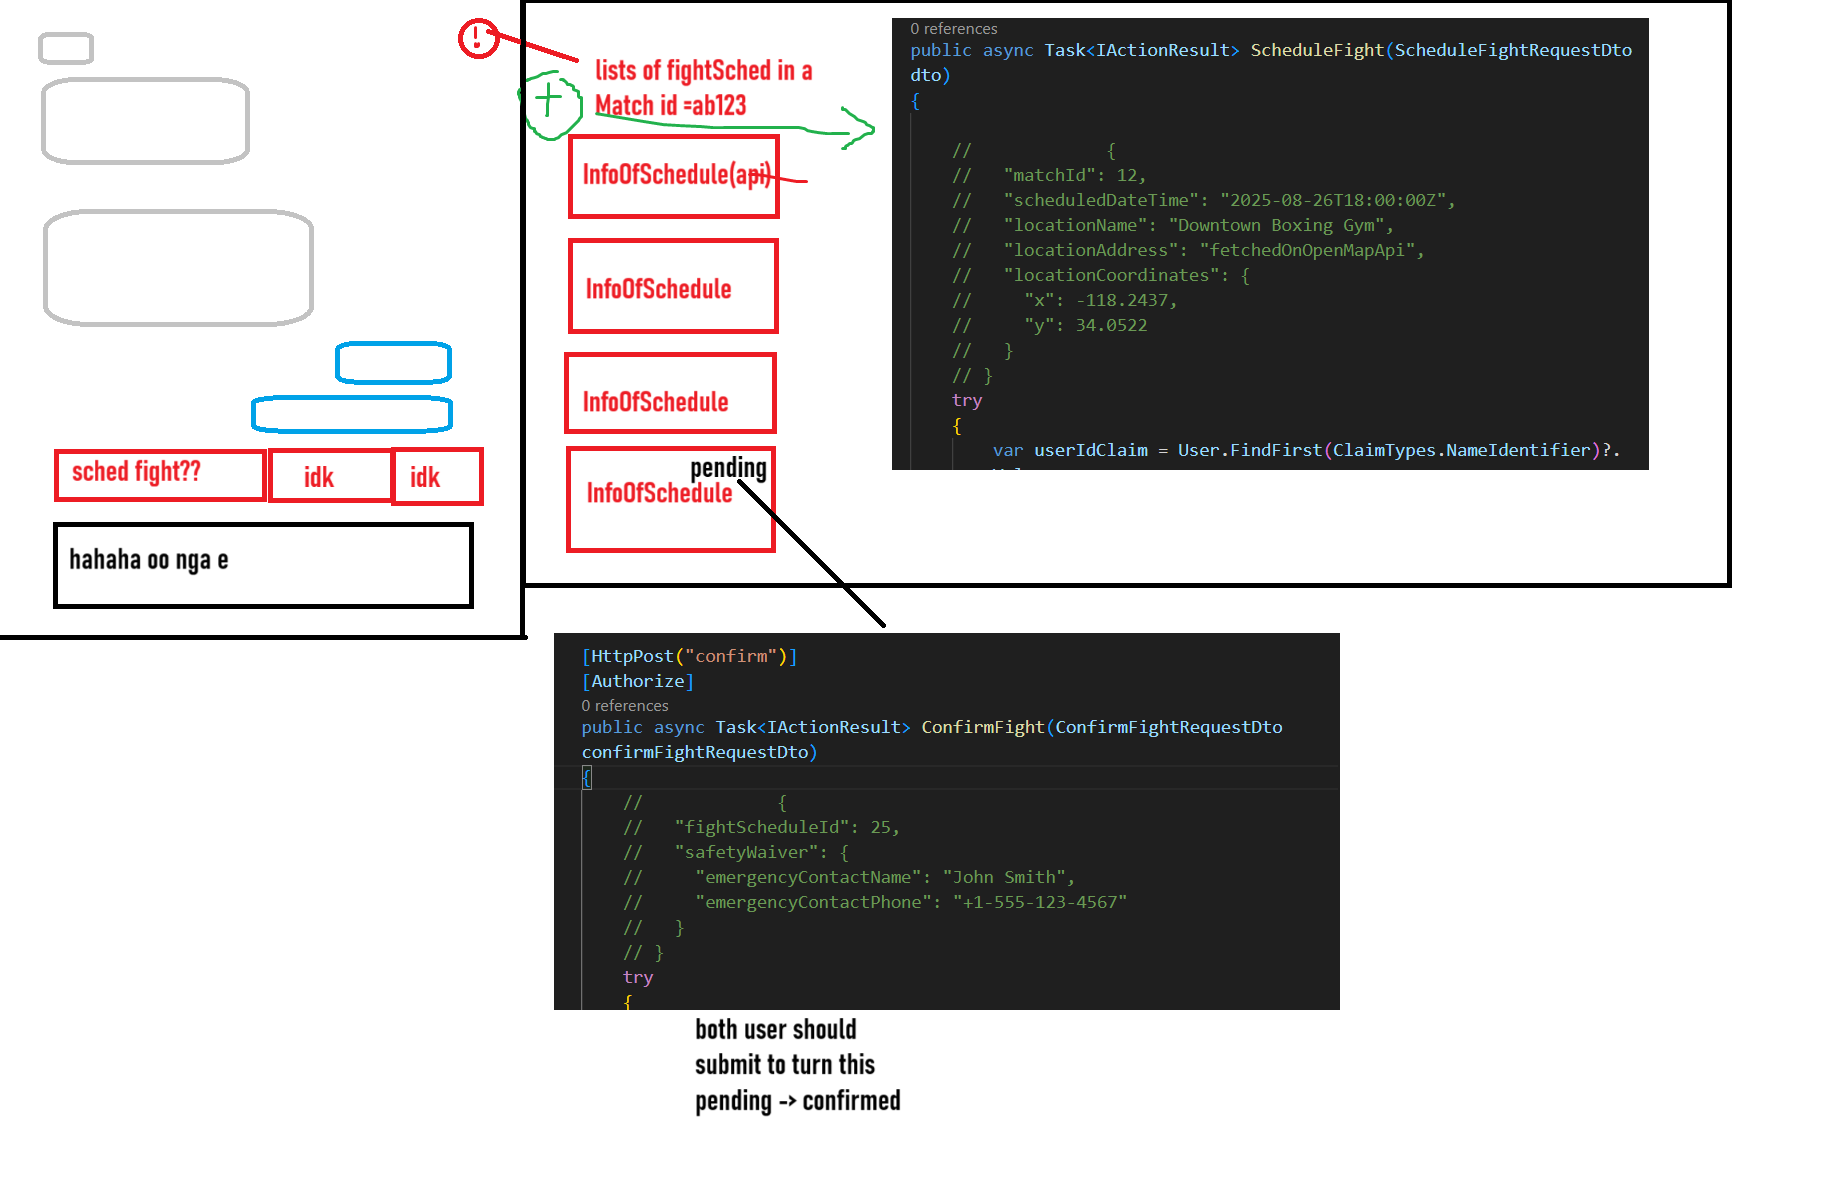 !
lists of fightSched in a
Match id =ab123
+
InfoOfSchedule(api)
InfoOfSchedule
InfoOfSchedule
pending
InfoOfSchedule
sched fight??
idk
idk
hahaha oo nga e
0 references
public async Task<IActionResult> ScheduleFight(ScheduleFightRequestDto
dto)
{
// {
// "matchId": 12,
// "scheduledDateTime": "2025-08-26T18:00:00Z",
// "locationName": "Downtown Boxing Gym",
// "locationAddress": "fetchedOnOpenMapApi",
// "locationCoordinates": {
// "x": -118.2437,
// "y": 34.0522
// }
// }
try
{
var userIdClaim = User.FindFirst(ClaimTypes.NameIdentifier)?.
[HttpPost("confirm")]
[Authorize]
0 references
public async Task<IActionResult> ConfirmFight(ConfirmFightRequestDto
confirmFightRequestDto)
{
// {
// "fightScheduleId": 25,
// "safetyWaiver": {
// "emergencyContactName": "John Smith",
// "emergencyContactPhone": "+1-555-123-4567"
// }
// }
try
{
both user should
submit to turn this
pending -> confirmed